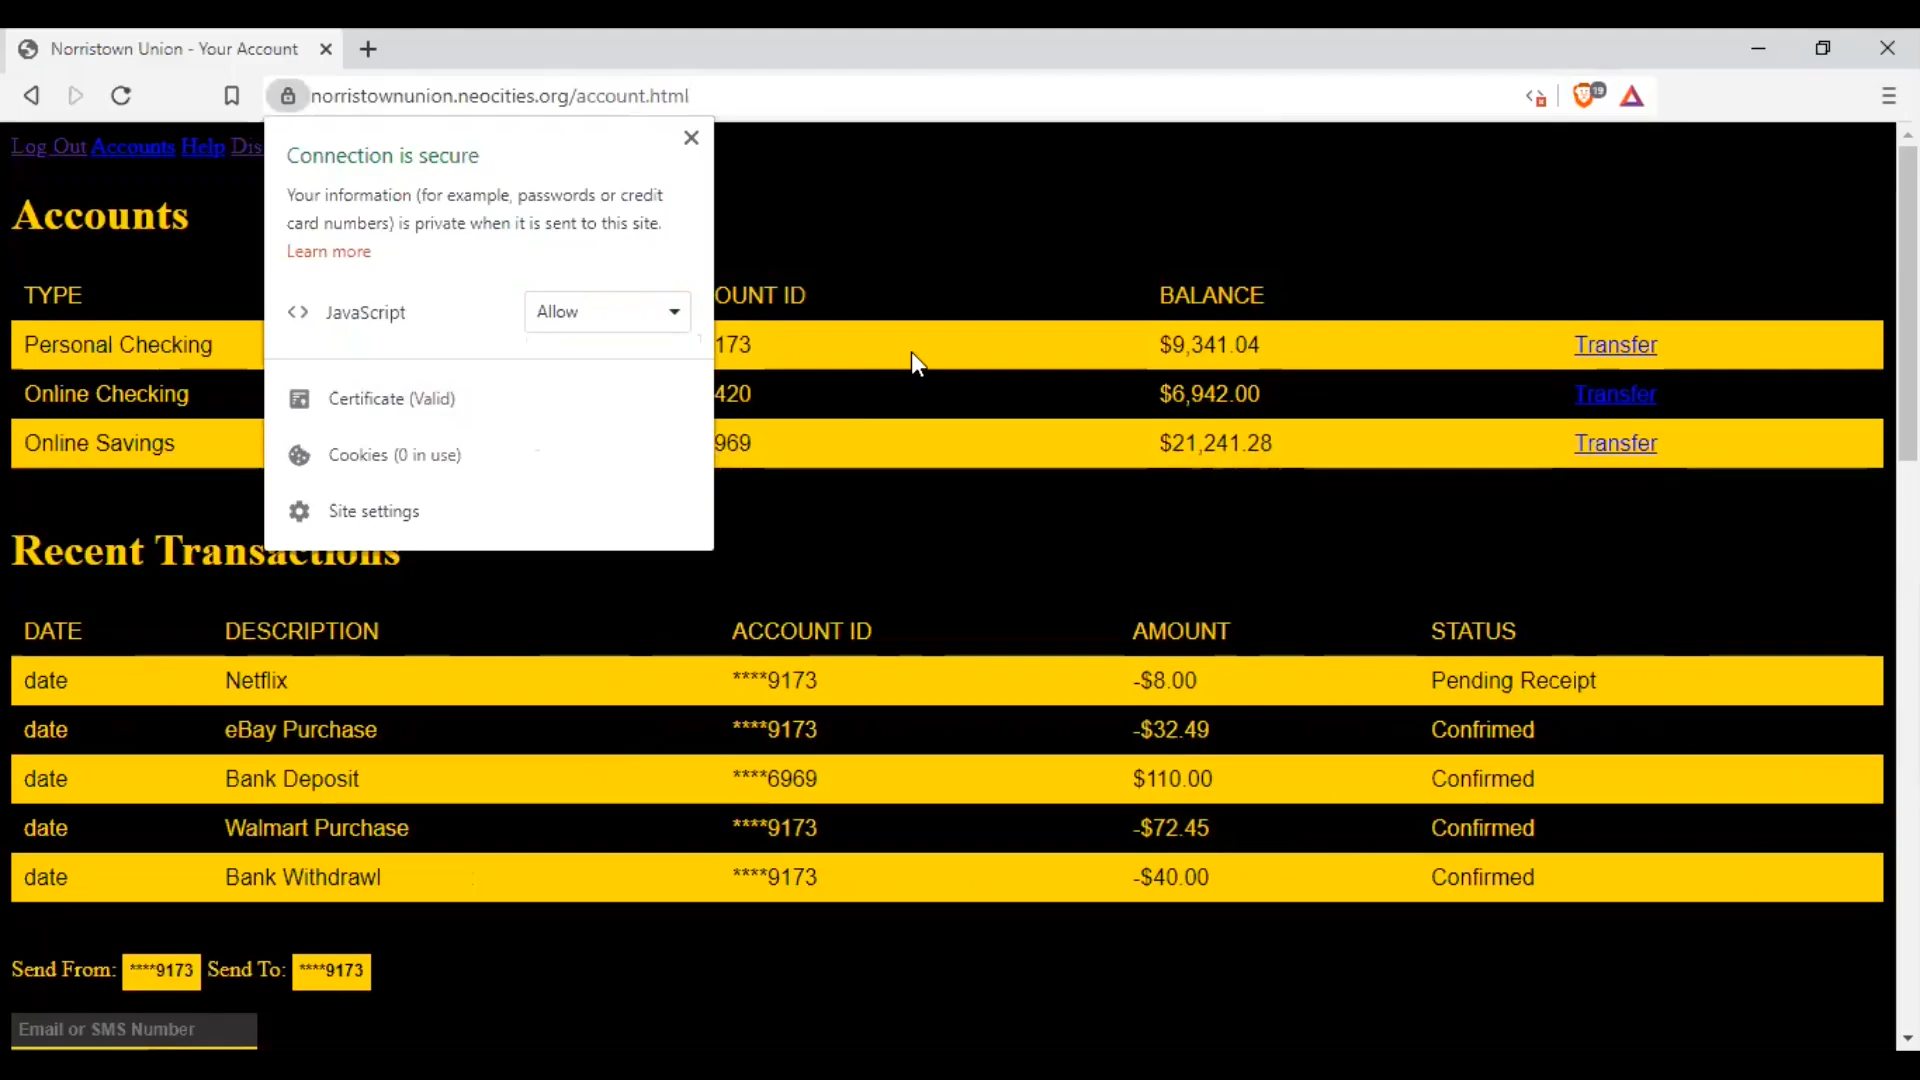 Norristown Union - Your Account
norristownunion.neocities.org/account.html
19
Log Out Accounts Help Dis
Connection is secure
Your information (for example, passwords or credit
card numbers) is private when it is sent to this site.
Learn more
JavaScript Allow
Certificate (Valid)
Cookies (0 in use)
Site settings
Accounts
TYPE OUNT ID BALANCE
Personal Checking 173 $9,341.04 Transfer
Online Checking 420 $6,942.00 Transfer
Online Savings 969 $21,241.28 Transfer
Recent Transactions
DATE DESCRIPTION ACCOUNT ID AMOUNT STATUS
date Netflix ****9173 -$8.00 Pending Receipt
date eBay Purchase ****9173 -$32.49 Confrimed
date Bank Deposit ****6969 $110.00 Confirmed
date Walmart Purchase ****9173 -$72.45 Confirmed
date Bank Withdrawl ****9173 -$40.00 Confirmed
Send From: ****9173 Send To: ****9173
Email or SMS Number